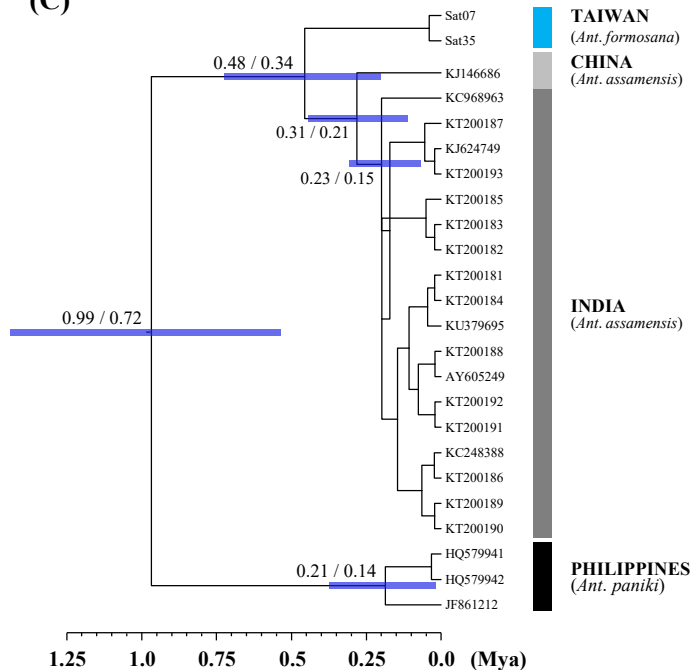 (C)
Sat07
Sat35
KJ146686
KC968963
KT200187
KJ624749
KT200193
KT200185
KT200183
KT200182
KT200181
KT200184
KU379695
KT200188
AY605249
KT200192
KT200191
KC248388
KT200186
KT200189
KT200190
HQ579941
HQ579942
JF861212
0.48 / 0.34
0.31 / 0.21
0.23 / 0.15
0.99 / 0.72
0.21 / 0.14
TAIWAN
(Ant. formosana)
CHINA
(Ant. assamensis)
INDIA
(Ant. assamensis)
PHILIPPINES
(Ant. paniki)
1.25 1.0 0.75 0.5 0.25 0.0 (Mya)